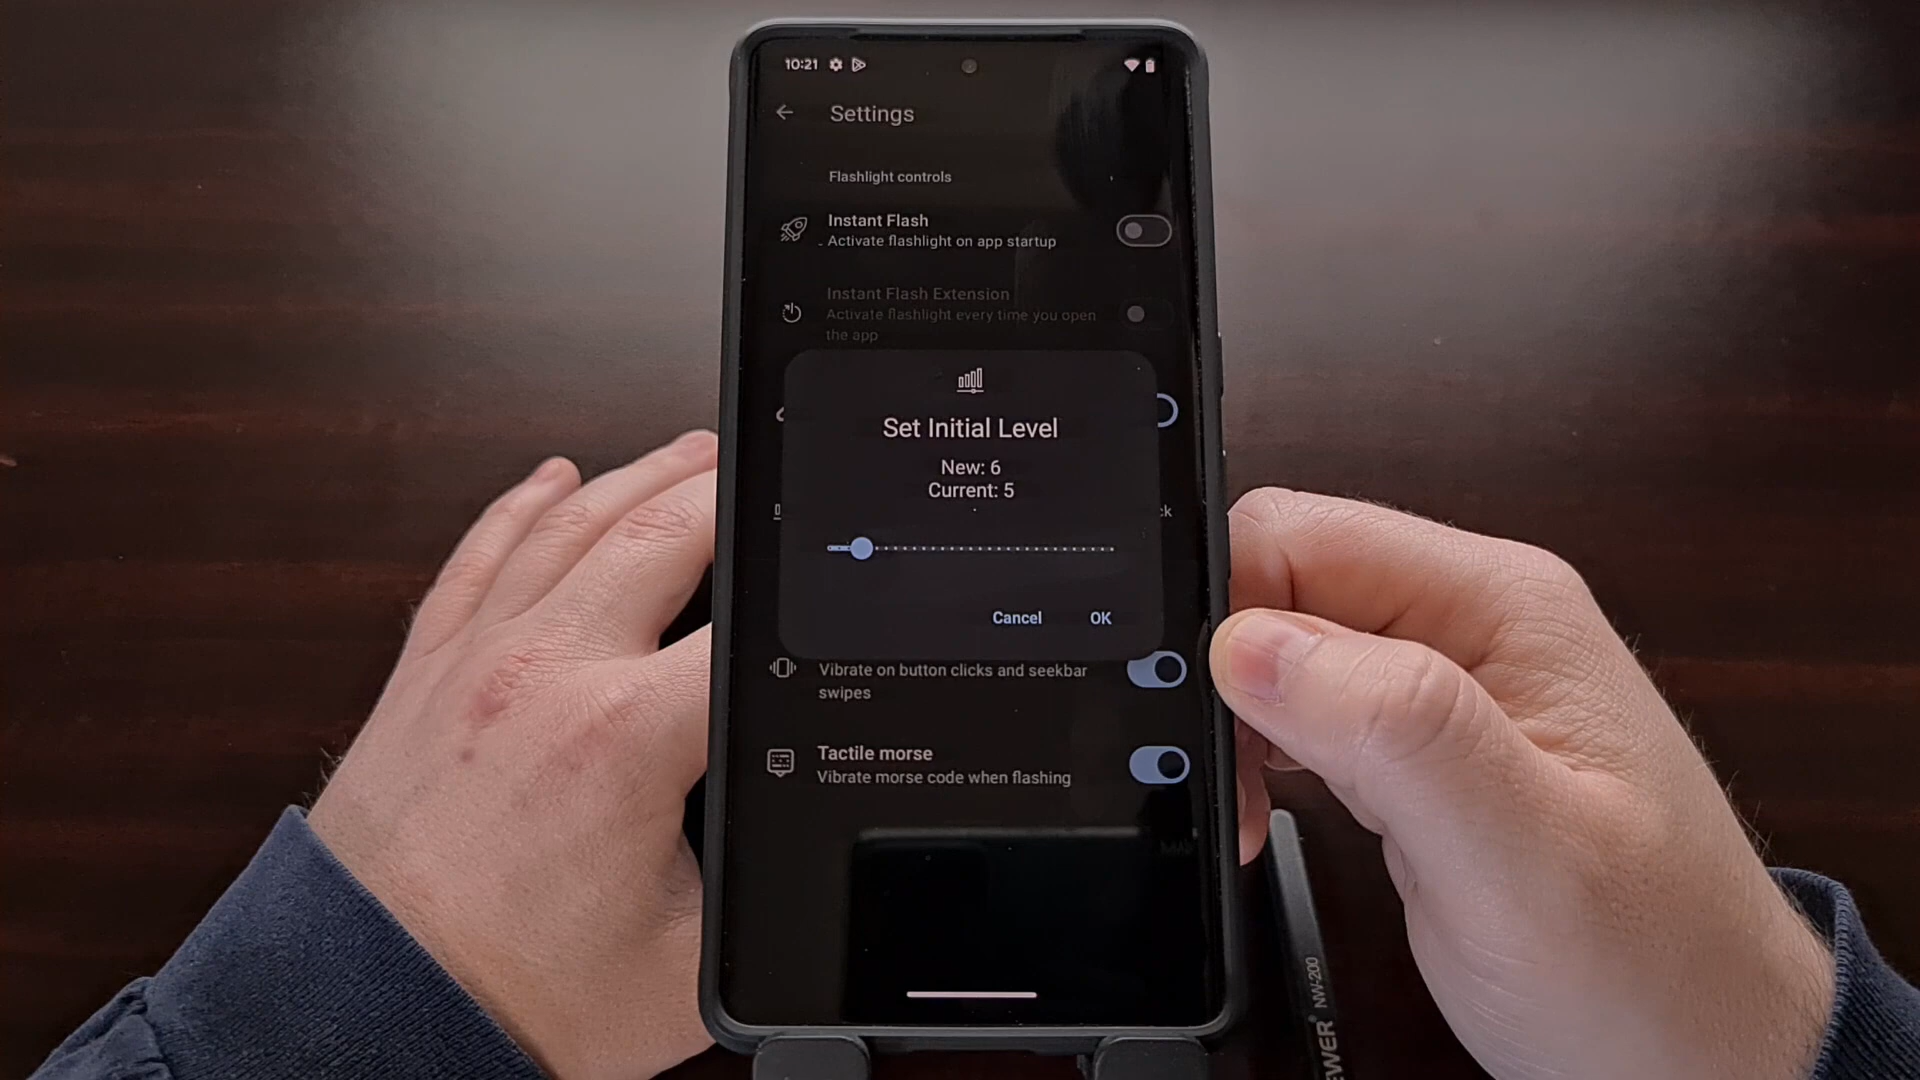 10:21
Settings
Flashlight controls
Instant Flash
Activate flashlight on app startup
Instant Flash Extension
Activate flashlight every time you open
the app
Set Initial Level
New: 6
Current: 5
ck
Cancel
OK
Vibrate on button clicks and seekbar
swipes
Tactile morse
Vibrate morse code when flashing
EWER® NW-200